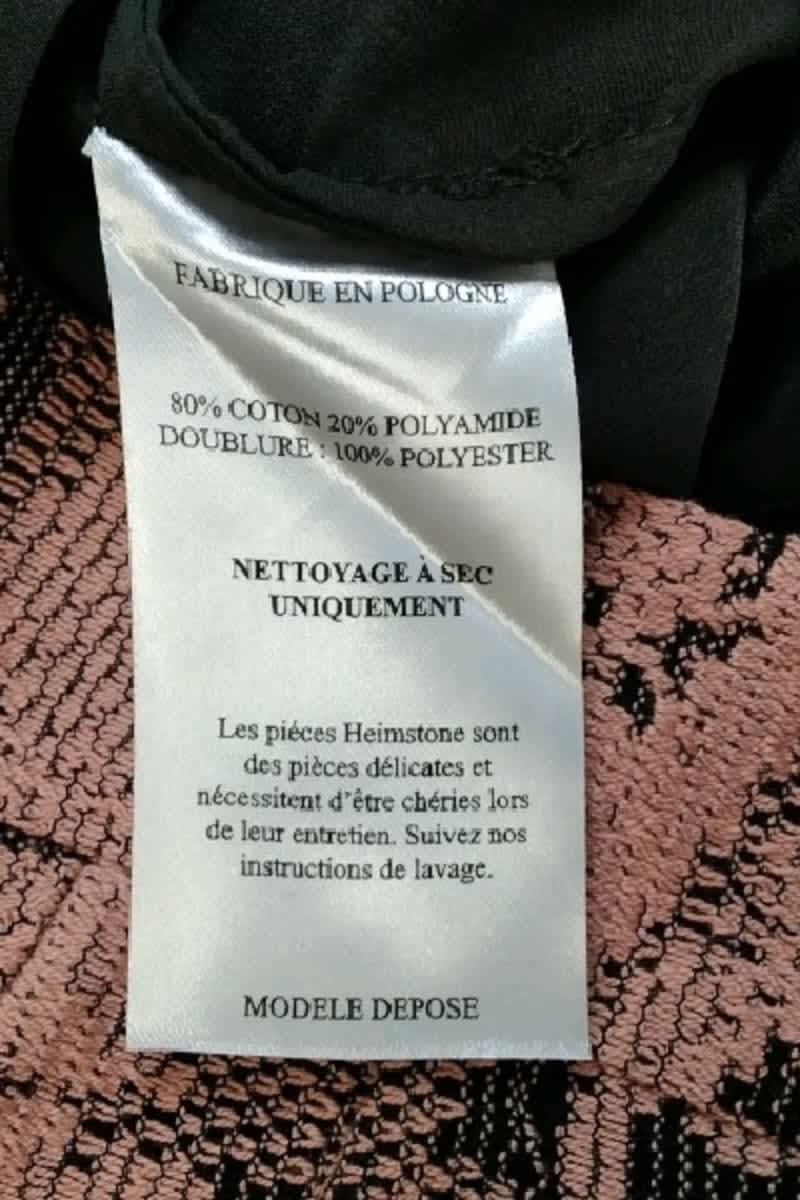 FABRIQUE EN POLOGNE
80% COTON 20% POLYAMIDE
DOUBLURE : 100% POLYESTER
NETTOYAGE À SEC
UNIQUEMENT
Les piéces Heimstone sont
des pièces délicates et
nécessitent d'être chéries lors
de leur entretien. Suivez nos
instructions de lavage.
MODELE DEPOSE